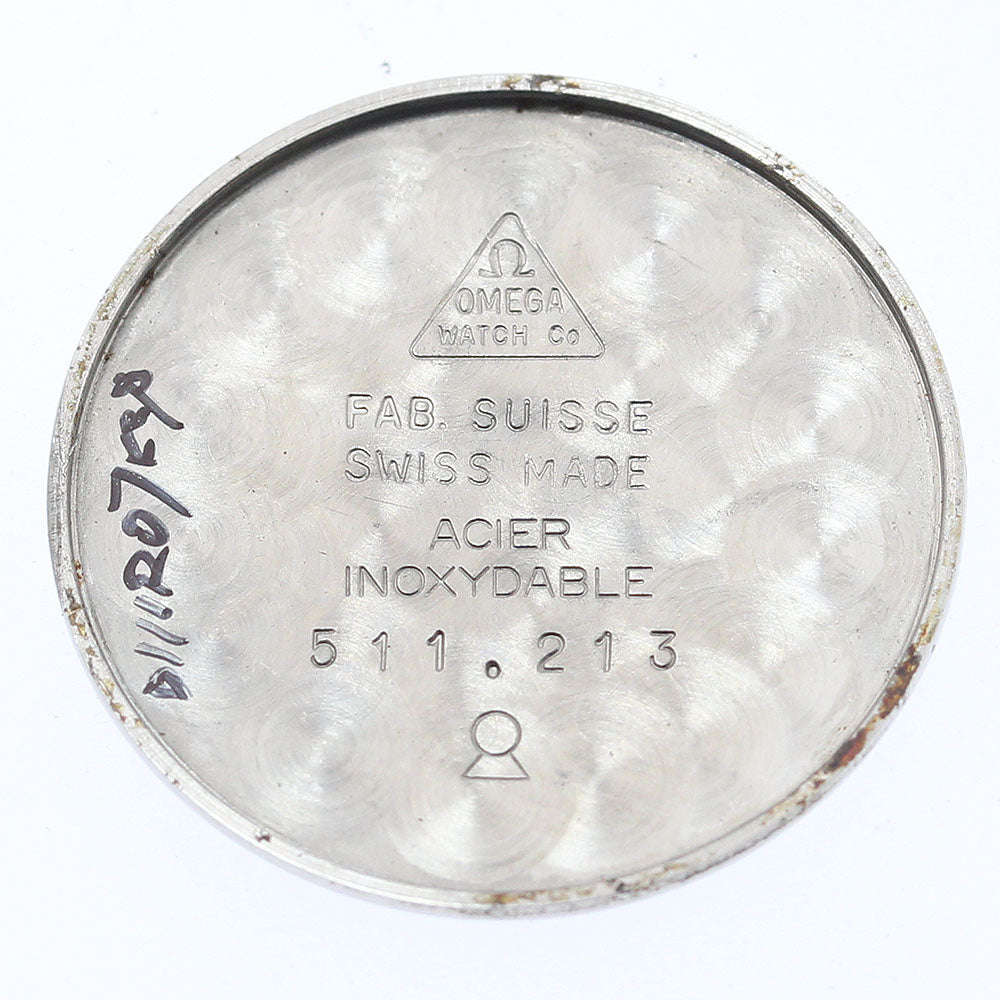 Ω
OMEGA
WATCH Co
FAB. SUISSE
SWISS MADE
ACIER
INOXYDABLE
511.213